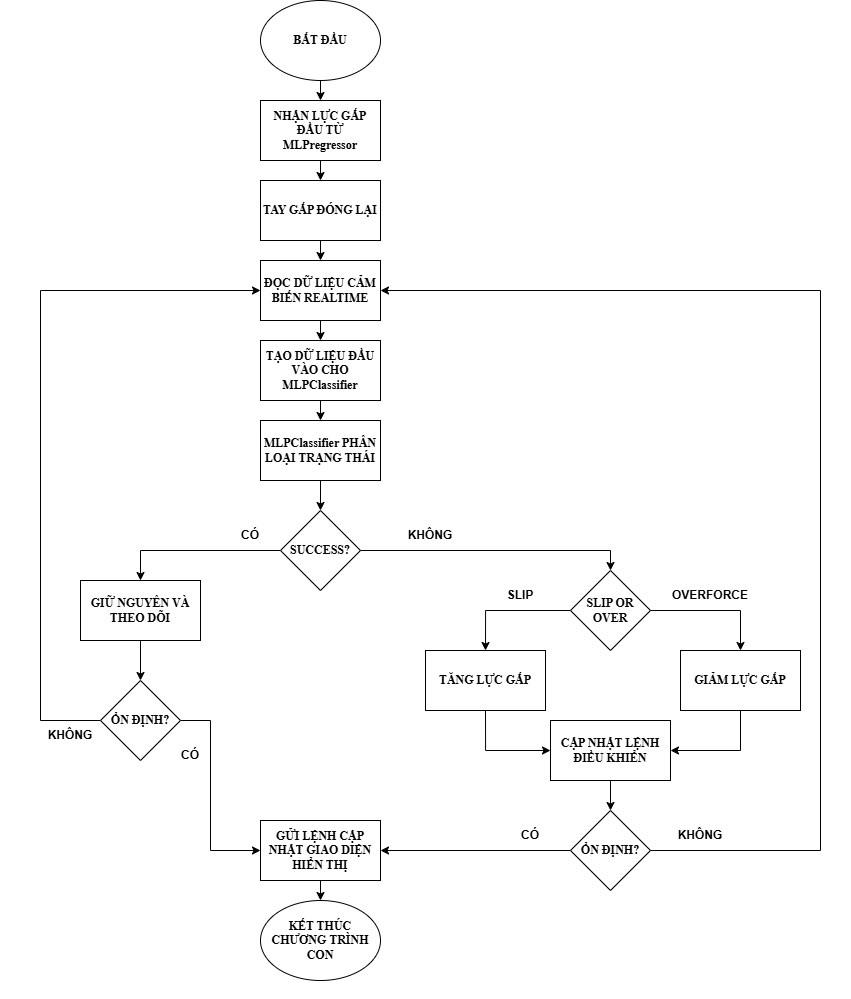 BẮT ĐẦU
NHẬN LỰC GẮP
ĐẦU TỪ
MLPregressor
TAY GẮP ĐÓNG LẠI
ĐỌC DỮ LIỆU CẢM
BIẾN REALTIME
TẠO DỮ LIỆU ĐẦU
VÀO CHO
MLPClassifier
MLPClassifier PHÂN
LOẠI TRẠNG THÁI
CÓ
SUCCESS?
KHÔNG
GIỮ NGUYÊN VÀ
THEO DÕI
SLIP
SLIP OR
OVER
OVERFORCE
TĂNG LỰC GẮP
GIẢM LỰC GẮP
ỔN ĐỊNH?
KHÔNG
CÓ
CẬP NHẬT LỆNH
ĐIỀU KHIỂN
GỬI LỆNH CẬP
NHẬT GIAO DIỆN
HIỂN THỊ
CÓ
ỔN ĐỊNH?
KHÔNG
KẾT THÚC
CHƯƠNG TRÌNH
CON